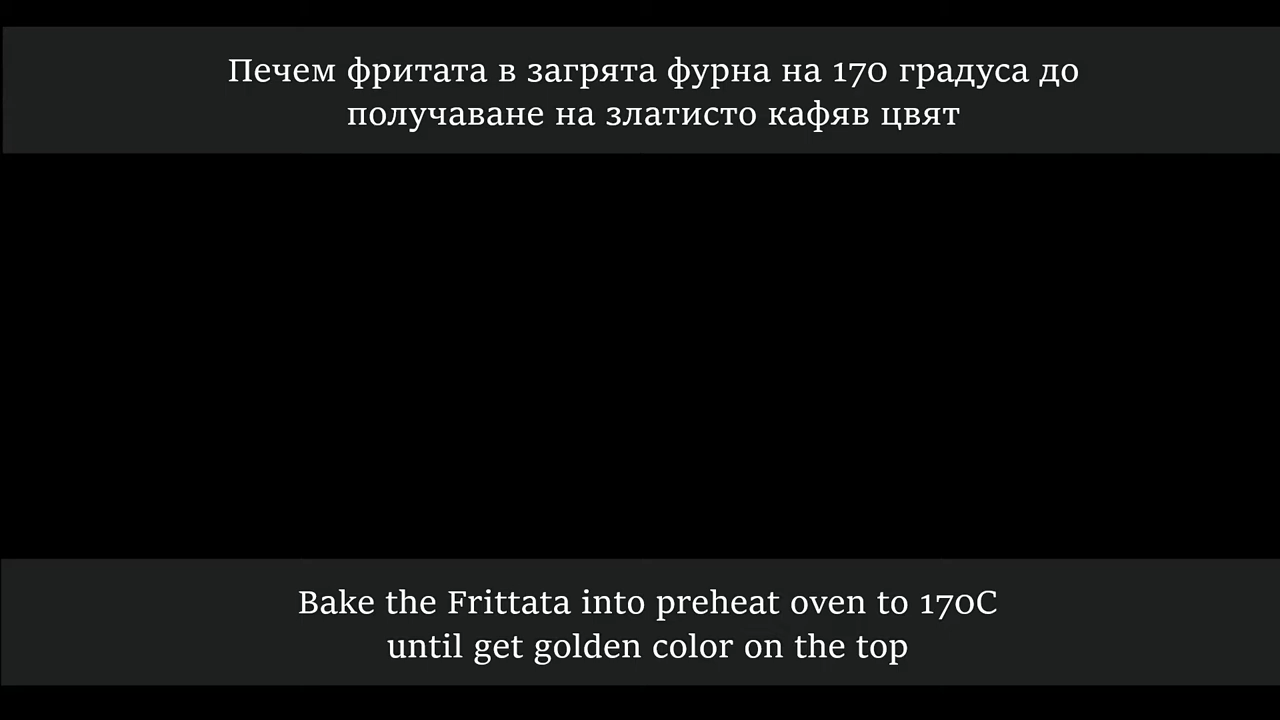 Печем фритата в загрята фурна на 170 градуса до
получаване на златисто кафяв цвят
Bake the Frittata into preheat oven to 170C
until get golden color on the top